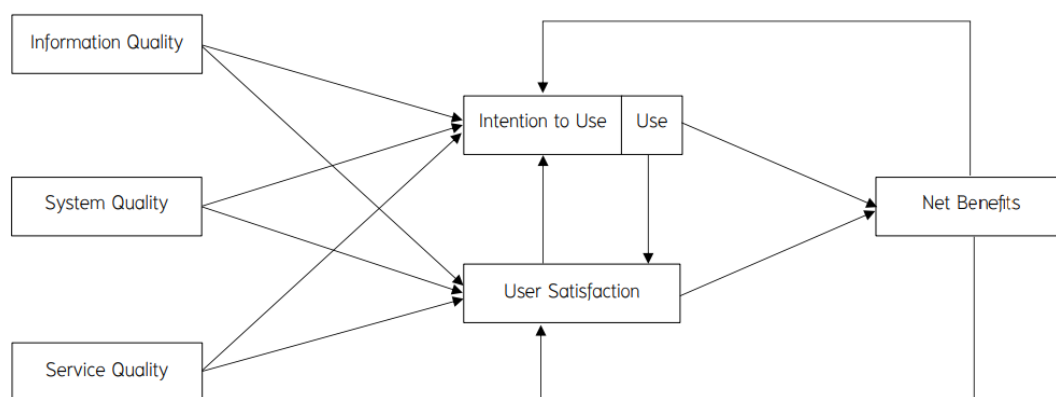 Information Quality
Intention to Use
Use
System Quality
Net Benefits
User Satisfaction
Service Quality